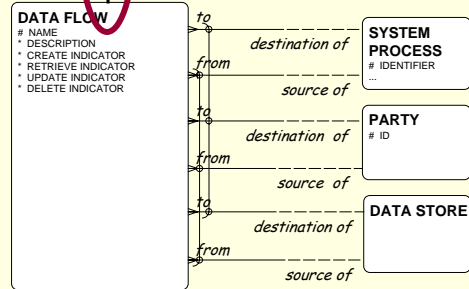 DATA FLOW
# NAME
* DESCRIPTION
* CREATE INDICATOR
* RETRIEVE INDICATOR
* UPDATE INDICATOR
* DELETE INDICATOR
to
destination of
from
source of
SYSTEM
PROCESS
# IDENTIFIER
...
to
destination of
from
source of
PARTY
# ID
to
destination of
from
source of
DATA STORE